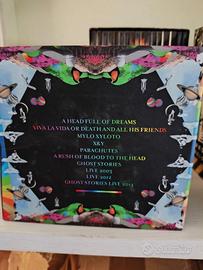 A HEAD FULL OF DREAMS
VIVA LA VIDA OR DEATH AND ALL HIS FRIENDS
MYLO XYLOTO
X&Y
PARACHUTES
A RUSH OF BLOOD TO THE HEAD
GHOST STORIES
LIVE 2003
LIVE 2012
GHOST STORIES LIVE 2014
subito